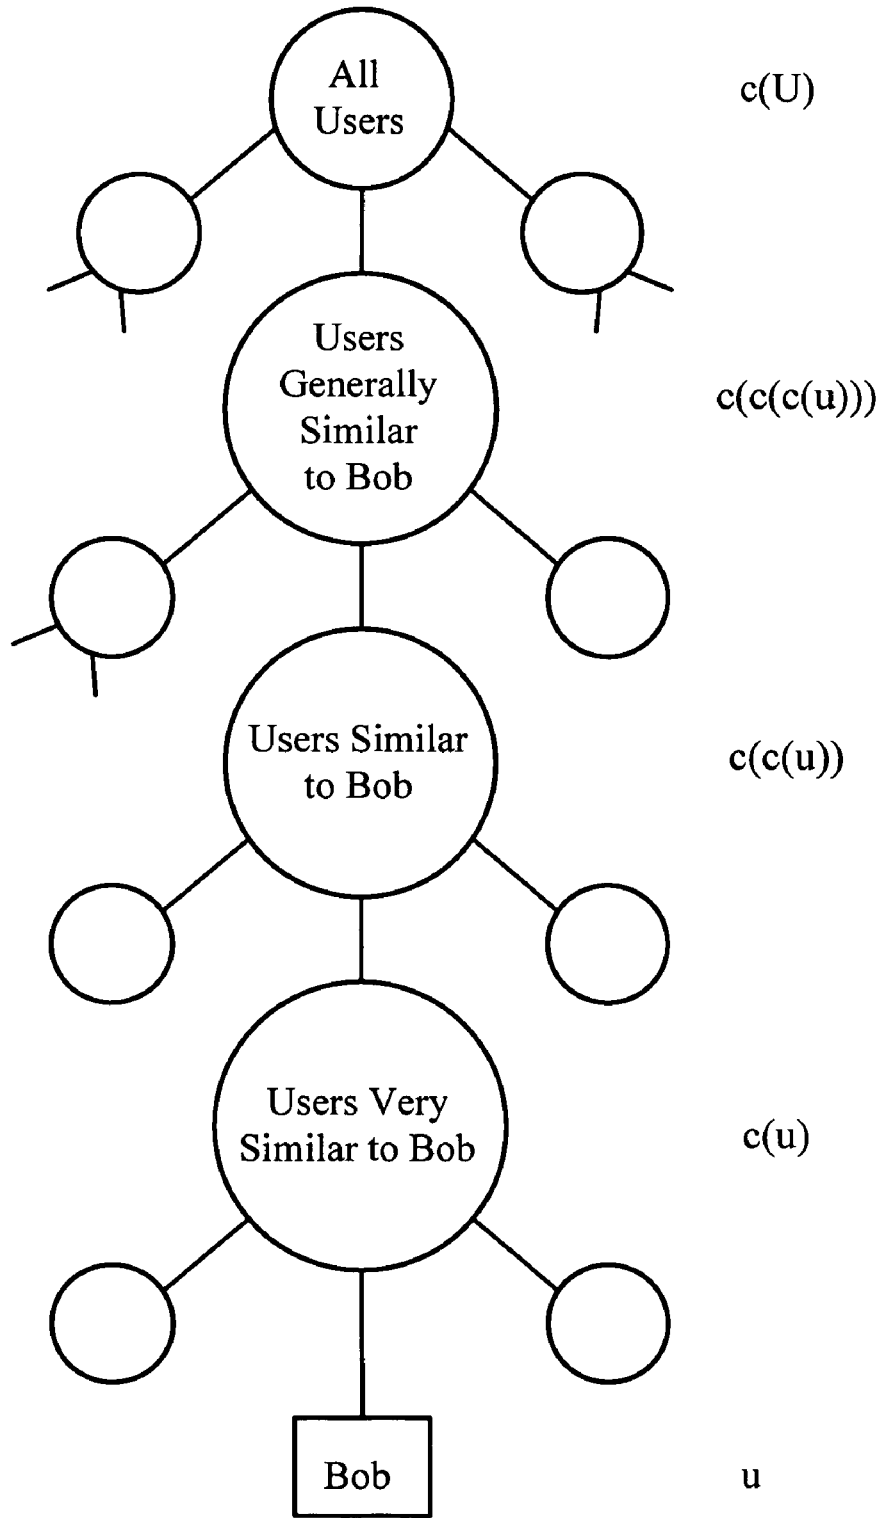 All
Users
c(U)
Users
Generally
Similar
to Bob
c(c(c(u)))
Users Similar
to Bob
c(c(u))
Users Very
Similar to Bob
c(u)
Bob
u